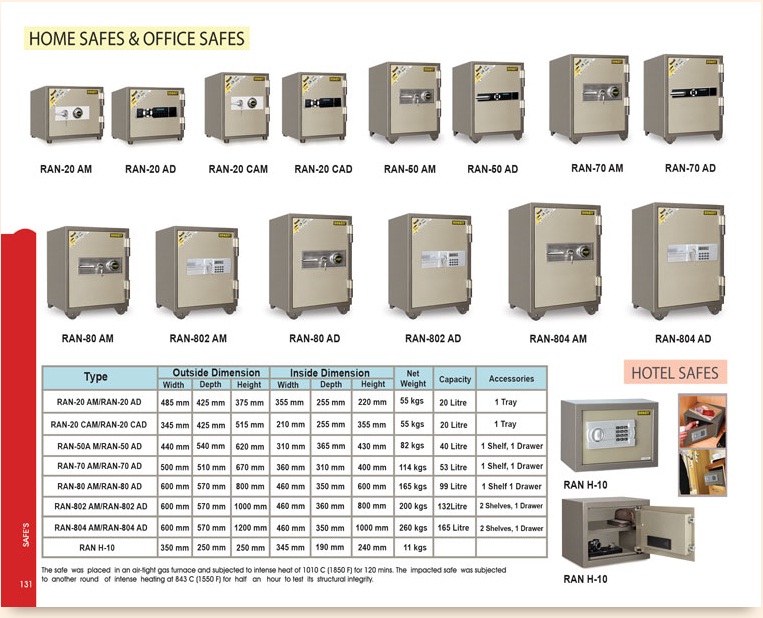 HOME SAFES & OFFICE SAFES
RAN-20 AM RAN-20 AD RAN-20 CAM RAN-20 CAD RAN-50 AM RAN-50 AD RAN-70 AM RAN-70 AD
RAN-80 AM RAN-802 AM RAN-80 AD RAN-802 AD RAN-804 AM RAN-804 AD
Type Outside Dimension Inside Dimension Net Weight Capacity Accessories
Width Depth Height Width Depth Height
RAN-20 AM/RAN-20 AD 485 mm 425 mm 375 mm 355 mm 255 mm 220 mm 55 kgs 20 Litre 1 Tray
RAN-20 CAM/RAN-20 CAD 345 mm 425 mm 515 mm 210 mm 255 mm 355 mm 55 kgs 20 Litre 1 Tray
RAN-50A M/RAN-50 AD 440 mm 540 mm 620 mm 310 mm 365 mm 430 mm 82 kgs 40 Litre 1 Shelf, 1 Drawer
RAN-70 AM/RAN-70 AD 500 mm 510 mm 670 mm 360 mm 310 mm 400 mm 114 kgs 53 Litre 1 Shelf, 1 Drawer
RAN-80 AM/RAN-80 AD 600 mm 570 mm 800 mm 460 mm 350 mm 600 mm 165 kgs 99 Litre 1 Shelf 1 Drawer
RAN-802 AM/RAN-802 AD 600 mm 570 mm 1000 mm 460 mm 360 mm 800 mm 200 kgs 132Litre 2 Shelves, 1 Drawer
RAN-804 AM/RAN-804 AD 600 mm 570 mm 1200 mm 460 mm 350 mm 1000 mm 260 kgs 165 Litre 2 Shelves, 1 Drawer
RAN H-10 350 mm 250 mm 250 mm 345 mm 190 mm 240 mm 11 kgs
The safe was placed in an air-tight gas furnace and subjected to intense heat of 1010 C (1850 F) for 120 mins. The impacted safe was subjected
to another round of intense heating at 843 C (1550 F) for half an hour to test its structural integrity.
HOTEL SAFES
RAN H-10
RAN H-10
SAFE'S
131